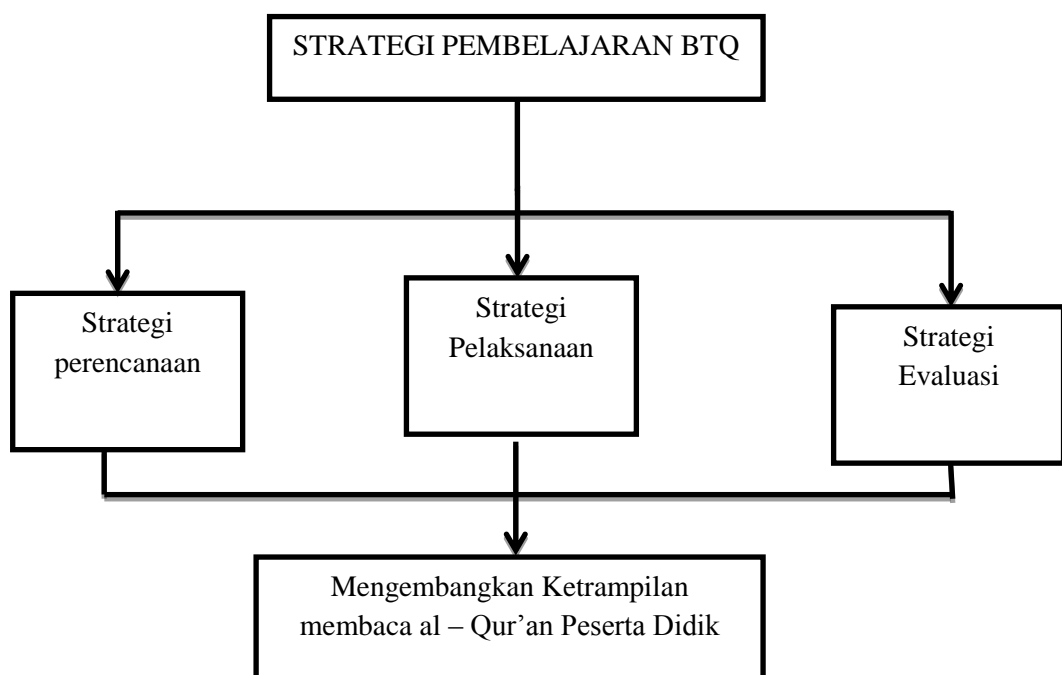 STRATEGI PEMBELAJARAN BTQ
Strategi
perencanaan
Strategi
Pelaksanaan
Strategi
Evaluasi
Mengembangkan Ketrampilan
membaca al – Qur’an Peserta Didik